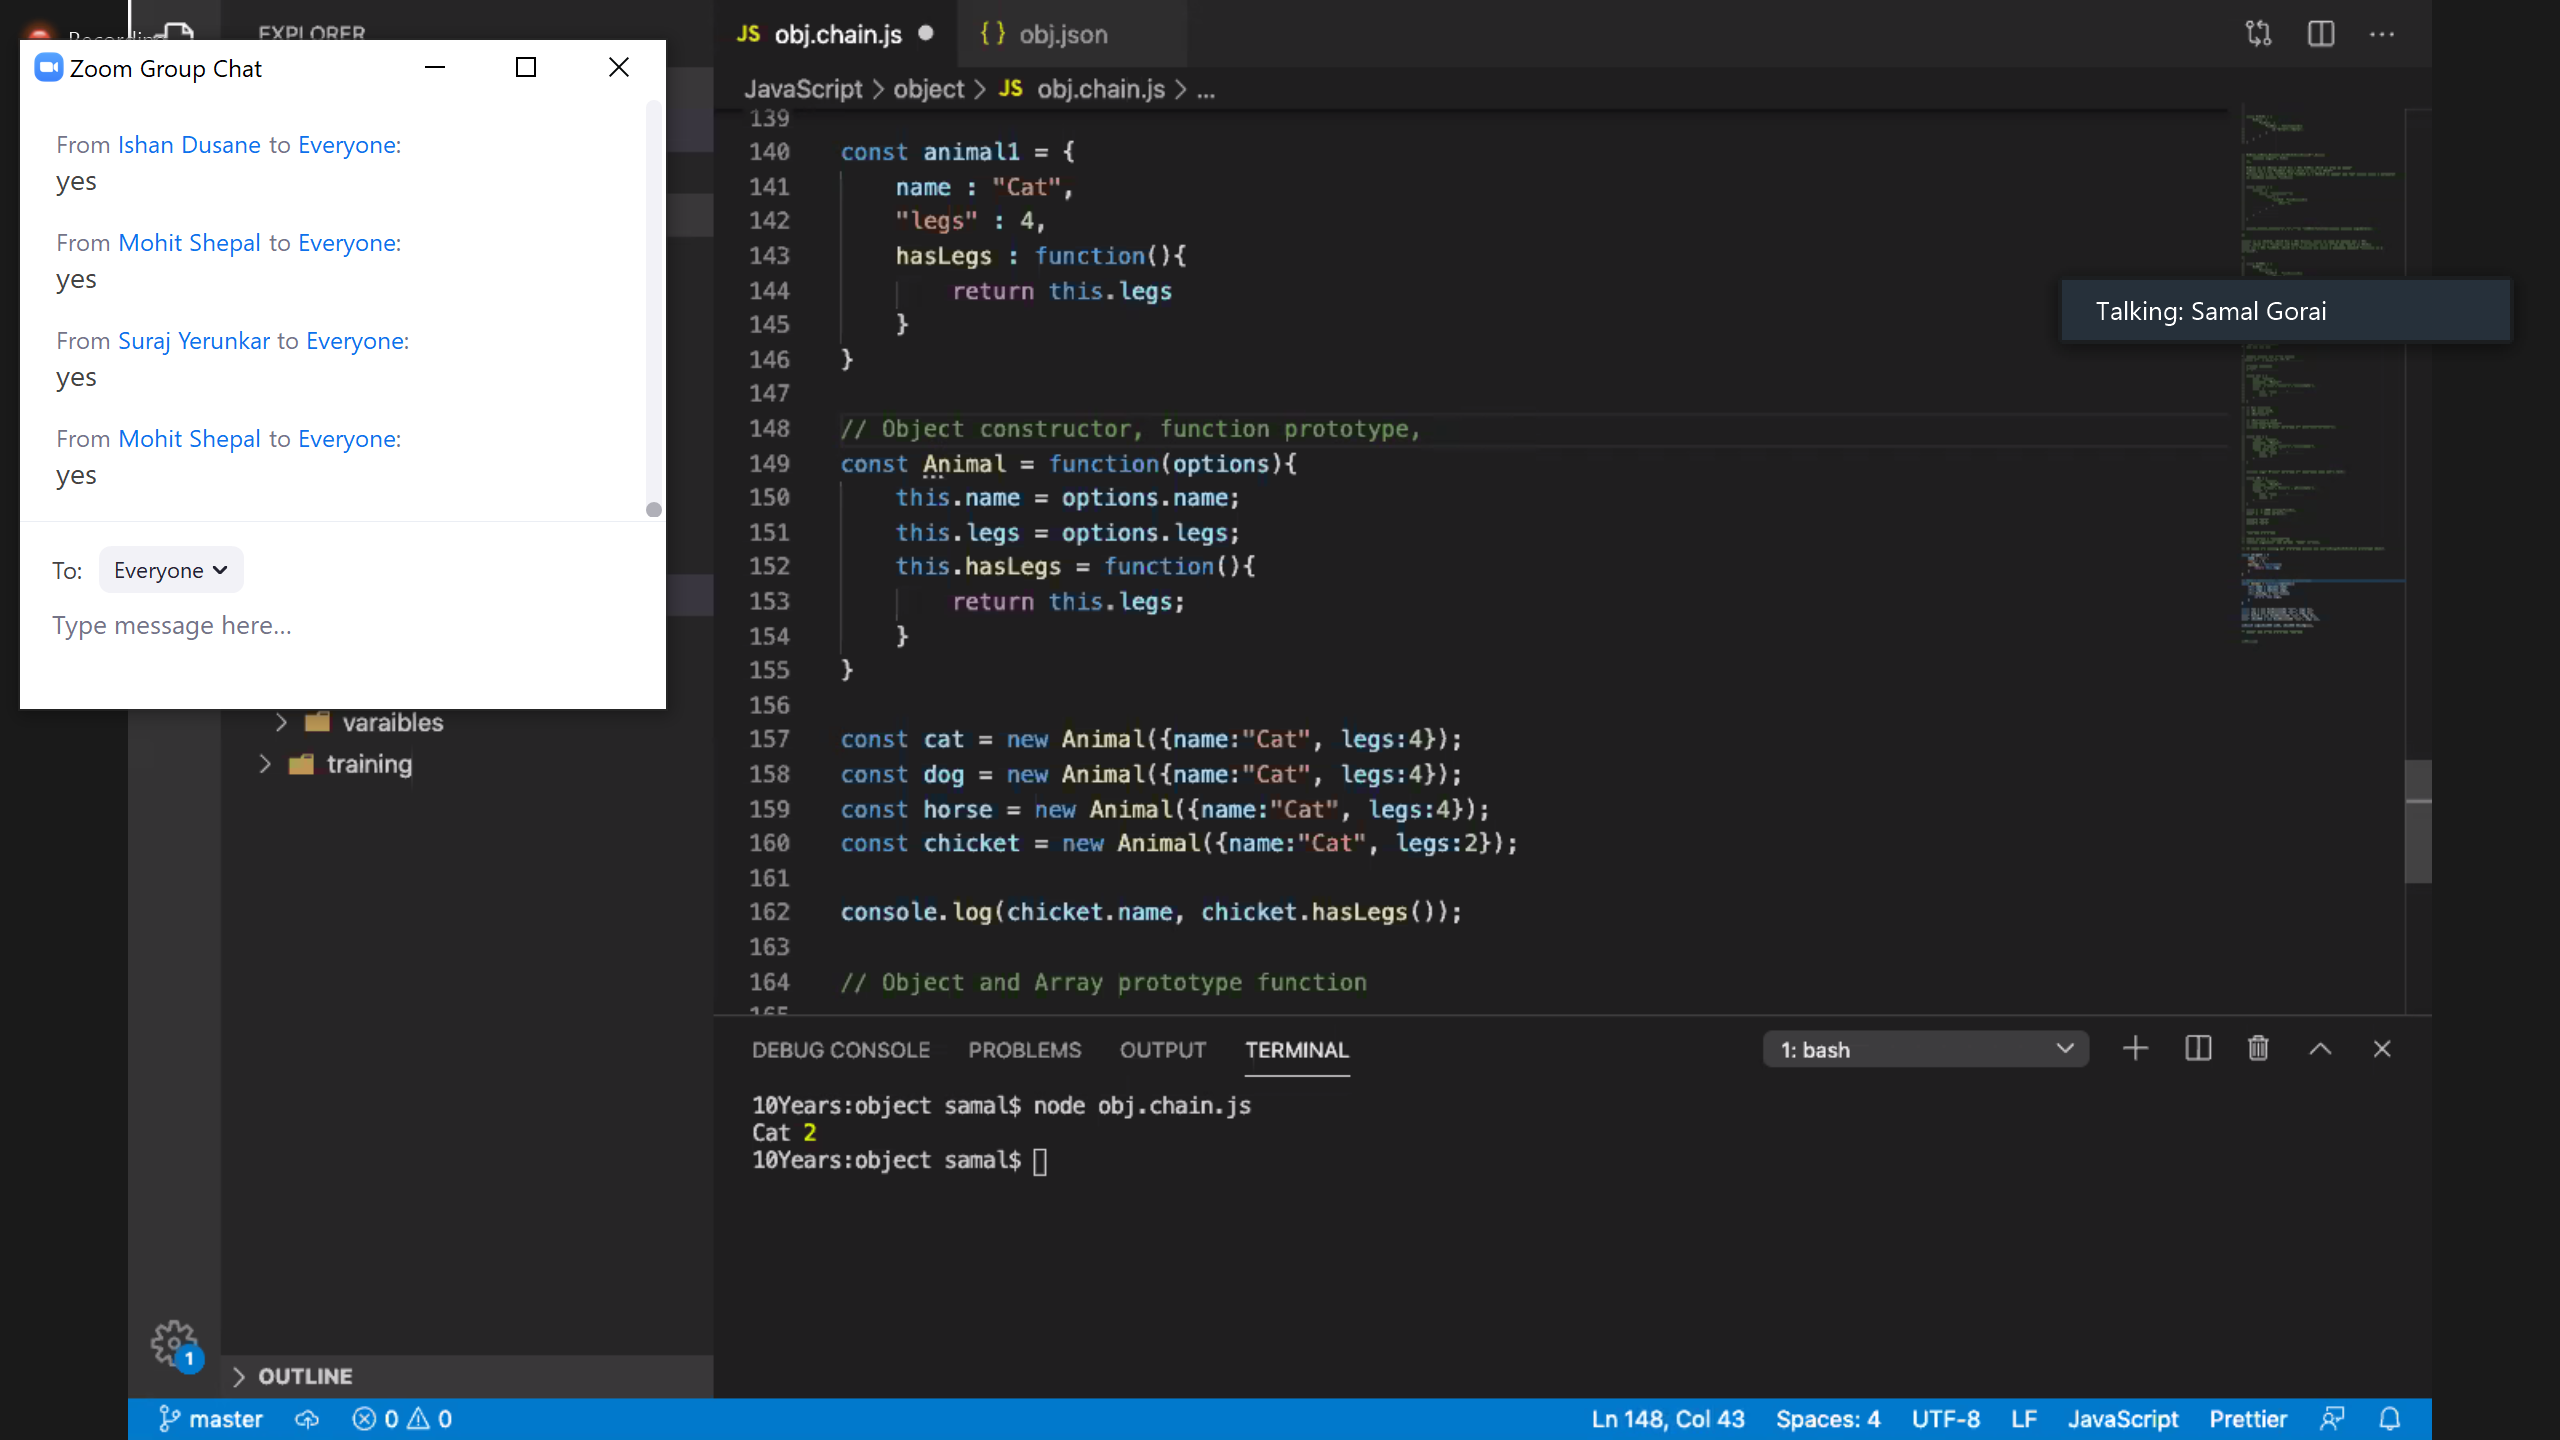 Recording
EXPLORER
Zoom Group Chat
From Ishan Dusane to Everyone:
yes
From Mohit Shepal to Everyone:
yes
From Suraj Yerunkar to Everyone:
yes
From Mohit Shepal to Everyone:
yes
To: Everyone
Type message here...
varaibles
training
OUTLINE
JS obj.chain.js
{} obj.json
JavaScript > object > JS obj.chain.js > ...
139
140 const animal1 = {
141 name : "Cat",
142 "legs" : 4,
143 hasLegs : function(){
144 return this.legs
145 }
146 }
147
148 // Object constructor, function prototype,
149 const Animal = function(options){
150 this.name = options.name;
151 this.legs = options.legs;
152 this.hasLegs = function(){
153 return this.legs;
154 }
155 }
156
157 const cat = new Animal({name:"Cat", legs:4});
158 const dog = new Animal({name:"Cat", legs:4});
159 const horse = new Animal({name:"Cat", legs:4});
160 const chicket = new Animal({name:"Cat", legs:2});
161
162 console.log(chicket.name, chicket.hasLegs());
163
164 // Object and Array prototype function
165
Talking: Samal Gorai
DEBUG CONSOLE PROBLEMS OUTPUT TERMINAL
1: bash
10Years:object samal$ node obj.chain.js
Cat 2
10Years:object samal$
1
master 0 0
Ln 148, Col 43 Spaces: 4 UTF-8 LF JavaScript Prettier